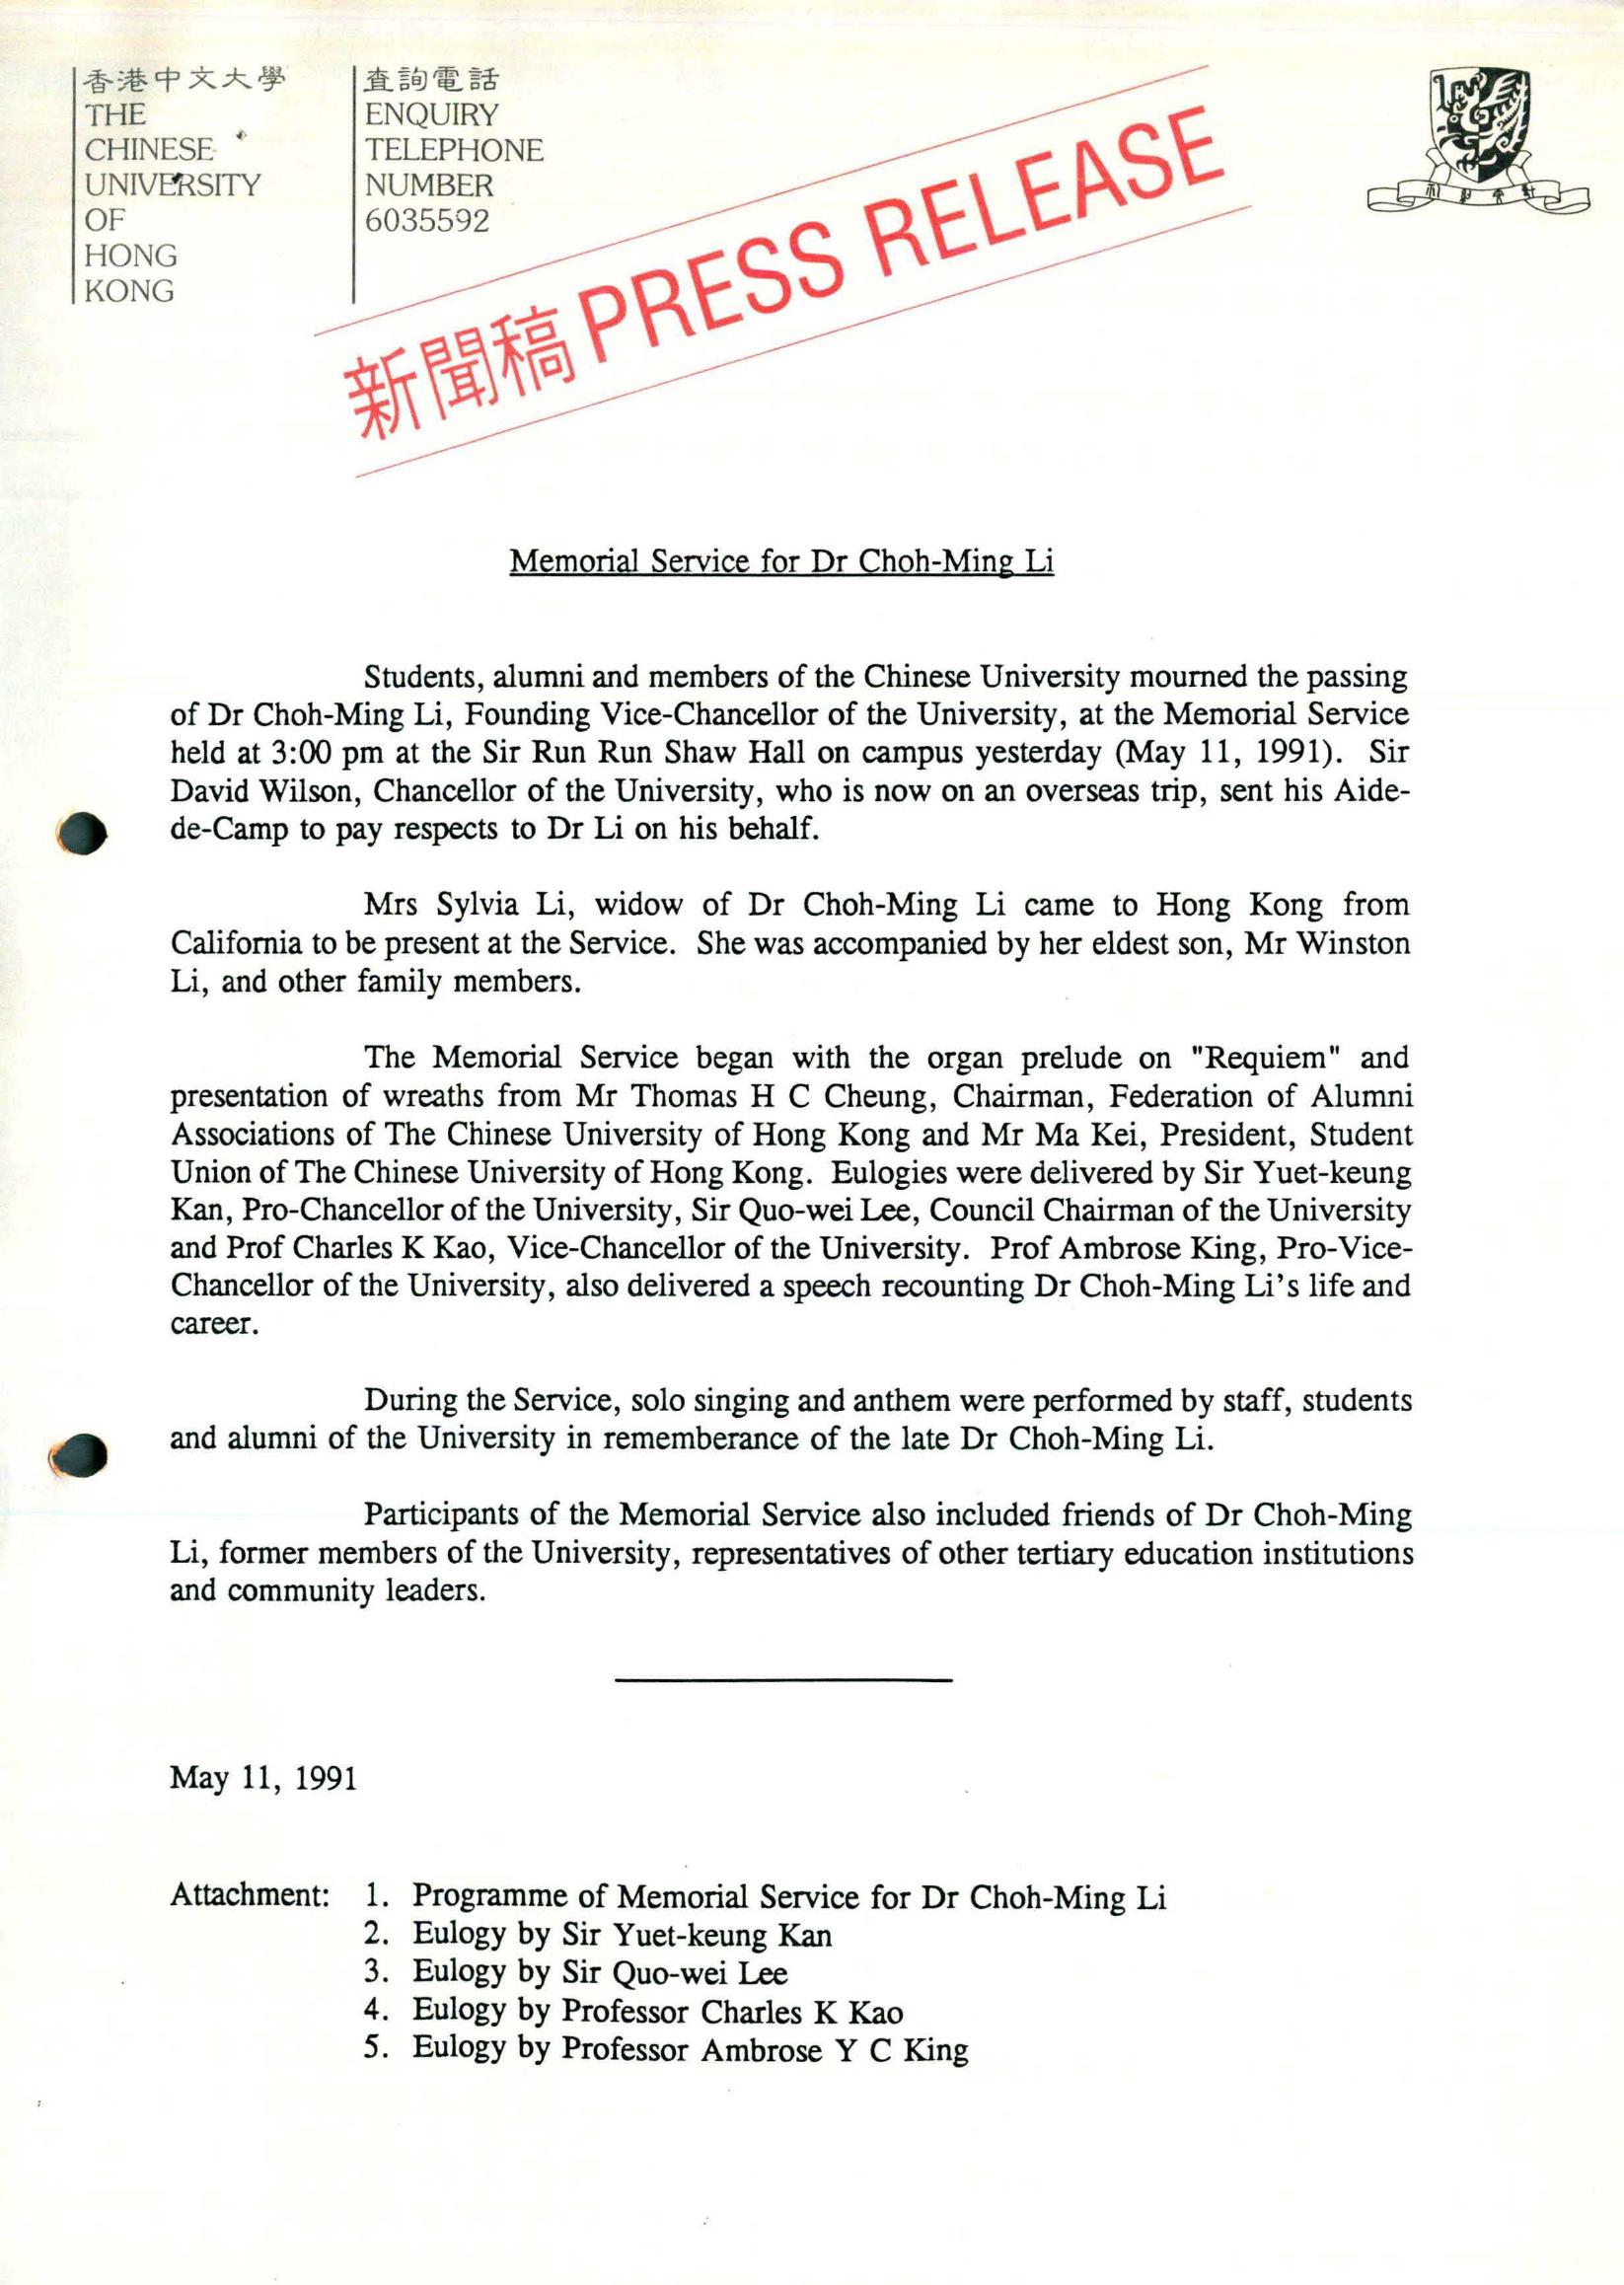 香港中文大學
THE
CHINESE
UNIVERSITY
OF
HONG
KONG
查詢電話
ENQUIRY
TELEPHONE
NUMBER
6035592
新聞稿 PRESS RELEASE
Memorial Service for Dr Choh-Ming Li
Students, alumni and members of the Chinese University mourned the passing
of Dr Choh-Ming Li, Founding Vice-Chancellor of the University, at the Memorial Service
held at 3:00 pm at the Sir Run Run Shaw Hall on campus yesterday (May 11, 1991). Sir
David Wilson, Chancellor of the University, who is now on an overseas trip, sent his Aide-
de-Camp to pay respects to Dr Li on his behalf.
Mrs Sylvia Li, widow of Dr Choh-Ming Li came to Hong Kong from
California to be present at the Service. She was accompanied by her eldest son, Mr Winston
Li, and other family members.
The Memorial Service began with the organ prelude on "Requiem" and
presentation of wreaths from Mr Thomas H C Cheung, Chairman, Federation of Alumni
Associations of The Chinese University of Hong Kong and Mr Ma Kei, President, Student
Union of The Chinese University of Hong Kong. Eulogies were delivered by Sir Yuet-keung
Kan, Pro-Chancellor of the University, Sir Quo-wei Lee, Council Chairman of the University
and Prof Charles K Kao, Vice-Chancellor of the University. Prof Ambrose King, Pro-Vice-
Chancellor of the University, also delivered a speech recounting Dr Choh-Ming Li's life and
career.
During the Service, solo singing and anthem were performed by staff, students
and alumni of the University in rememberance of the late Dr Choh-Ming Li.
Participants of the Memorial Service also included friends of Dr Choh-Ming
Li, former members of the University, representatives of other tertiary education institutions
and community leaders.
May 11, 1991
Attachment: 1. Programme of Memorial Service for Dr Choh-Ming Li
2. Eulogy by Sir Yuet-keung Kan
3. Eulogy by Sir Quo-wei Lee
4. Eulogy by Professor Charles K Kao
5. Eulogy by Professor Ambrose Y C King